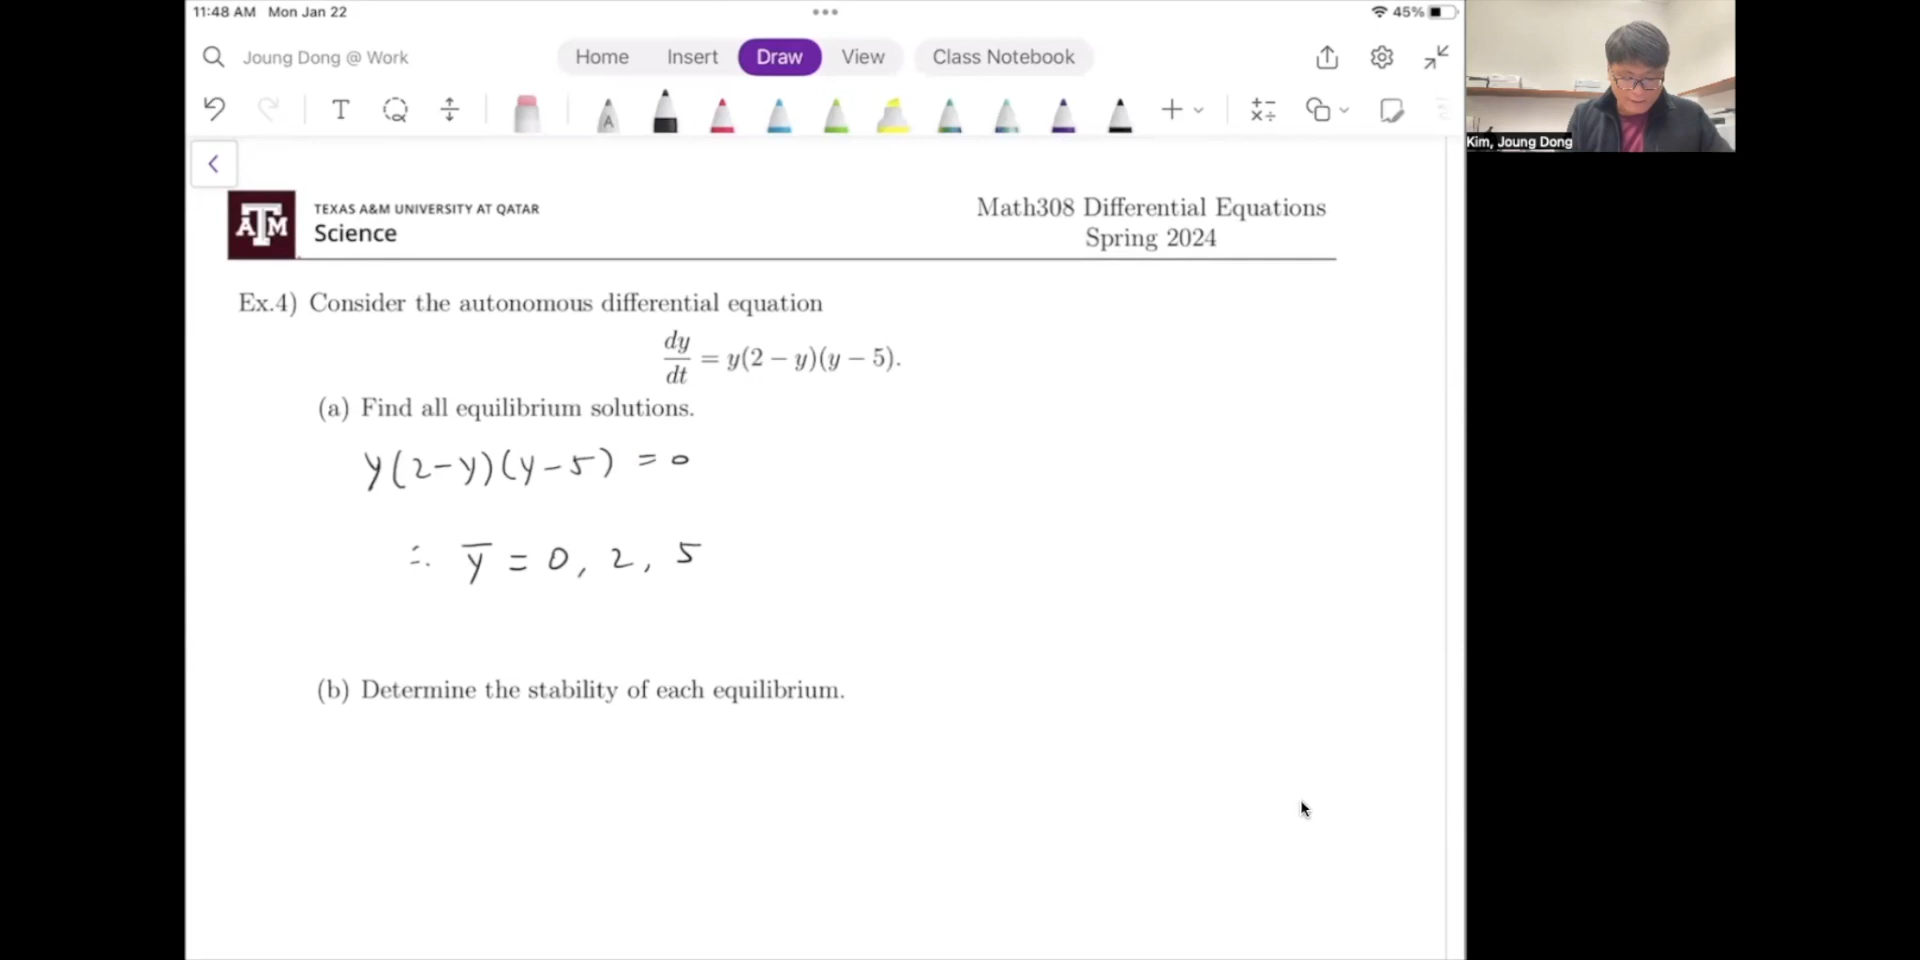 11:48 AM Mon Jan 22
45%
Joung Dong @ Work
Home Insert Draw View Class Notebook
T
A
Kim, Joung Dong
ATM
TEXAS A&M UNIVERSITY AT QATAR
Science
Math308 Differential Equations
Spring 2024
Ex.4) Consider the autonomous differential equation
dy/dt = y(2 − y)(y − 5).
(a) Find all equilibrium solutions.
y(2-y)(y-5) = 0
∴ y̅ = 0, 2, 5
(b) Determine the stability of each equilibrium.